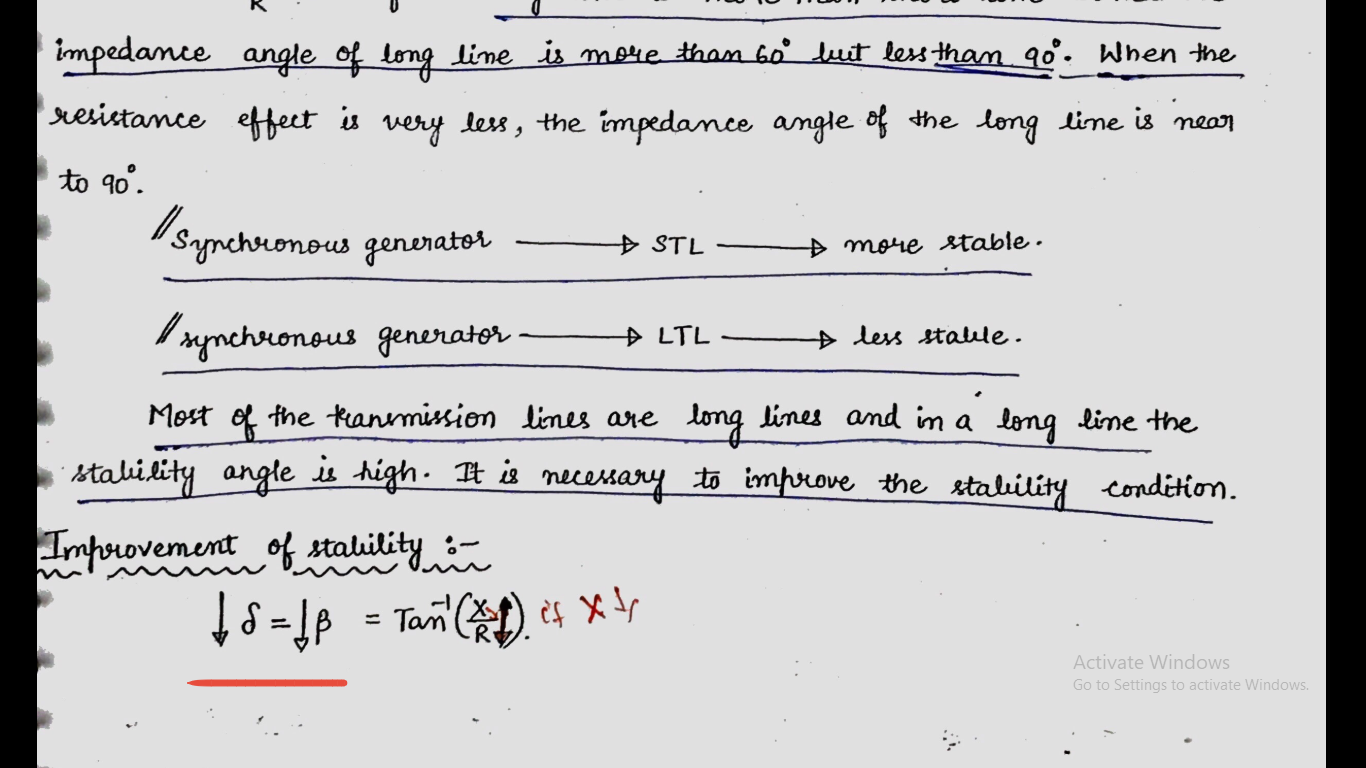 R
impedance angle of long line is more than 60° but less than 90°. When the
resistance effect is very less, the impedance angle of the long line is near
to 90°.
// Synchronous generator → STL → more stable.
// synchronous generator → LTL → less stable.
Most of the transmission lines are long lines and in a long line the
stability angle is high. It is necessary to improve the stability condition.
Improvement of stability :-
↓ δ = ↓ β = Tan⁻¹(X/R). if X ↓
Activate Windows
Go to Settings to activate Windows.